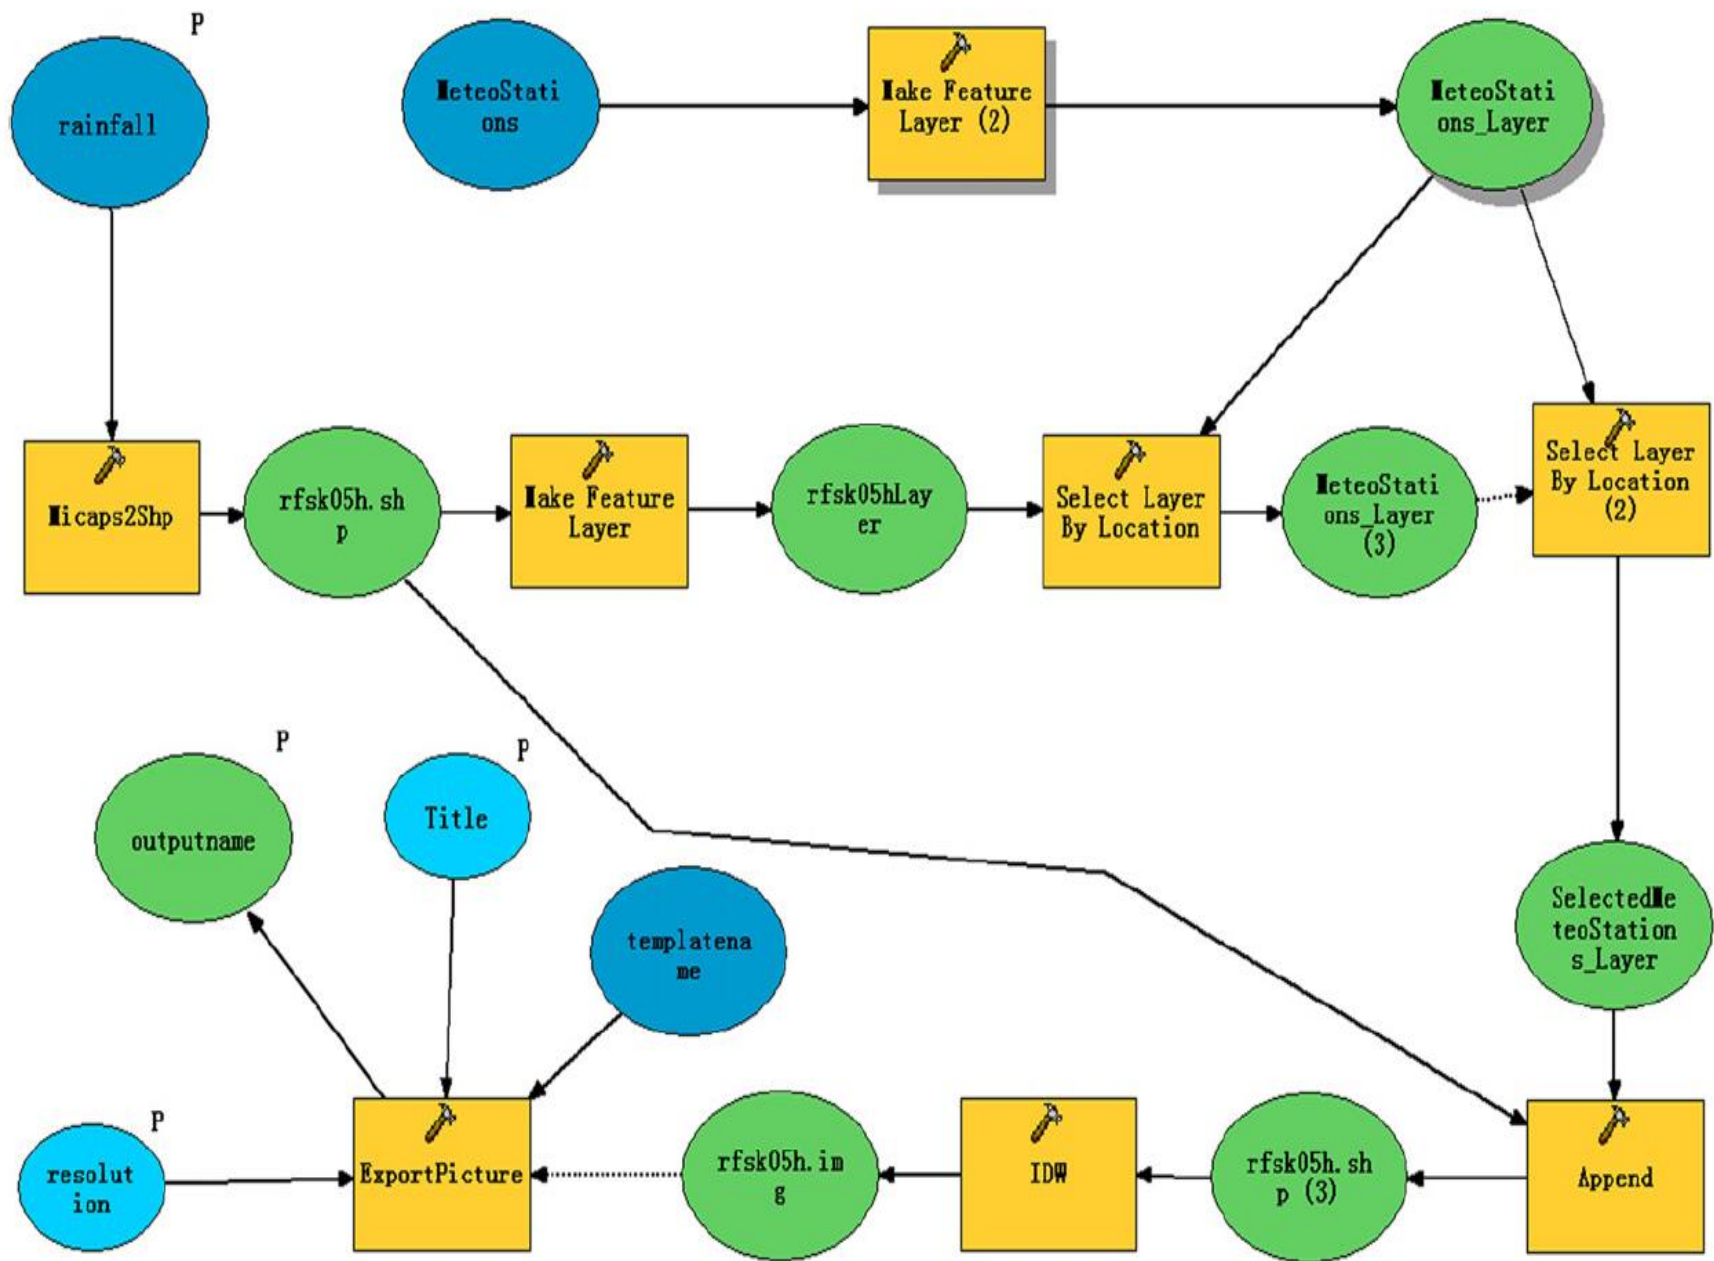 P
rainfall
MeteoStati
ons
Make Feature
Layer (2)
MeteoStati
ons_Layer
Micaps2Shp
rfsk05h.sh
p
Make Feature
Layer
rfsk05hLay
er
Select Layer
By Location
MeteoStati
ons_Layer
(3)
Select Layer
By Location
(2)
P
outputname
P
Title
templatena
me
SelectedMe
teoStation
s_Layer
P
resolut
ion
ExportPicture
rfsk05h.im
g
IDW
rfsk05h.sh
p (3)
Append